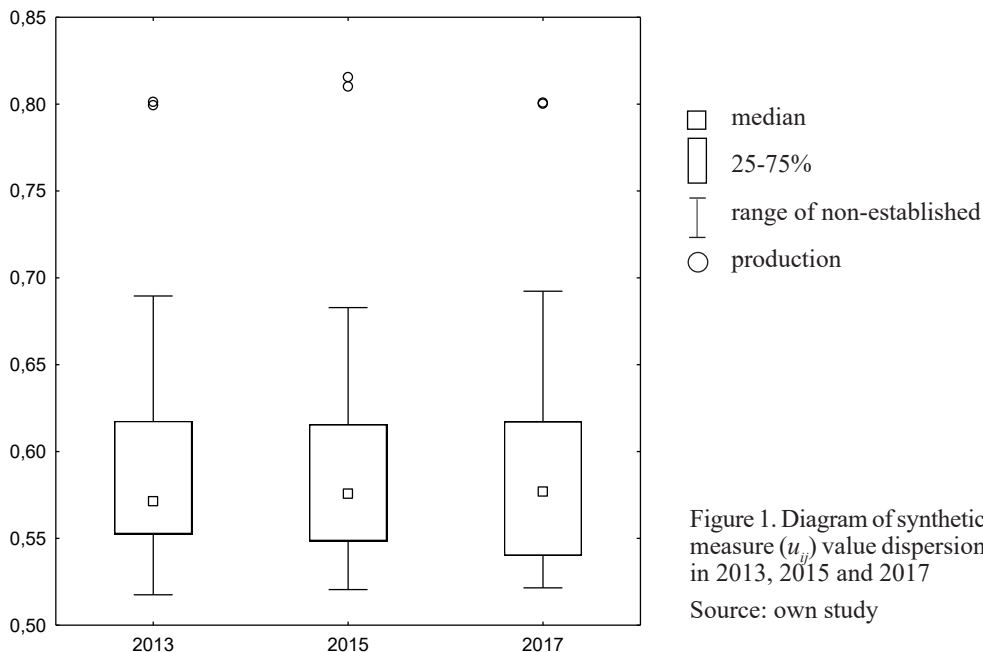 0,85
0,80
0,85
0,70
0,65
0,60
0,55
0,50
2013
2015
2017
median
25-75%
range of non-established
production
Figure 1. Diagram of synthetic
measure (uij) value dispersion
in 2013, 2015 and 2017
Source: own study